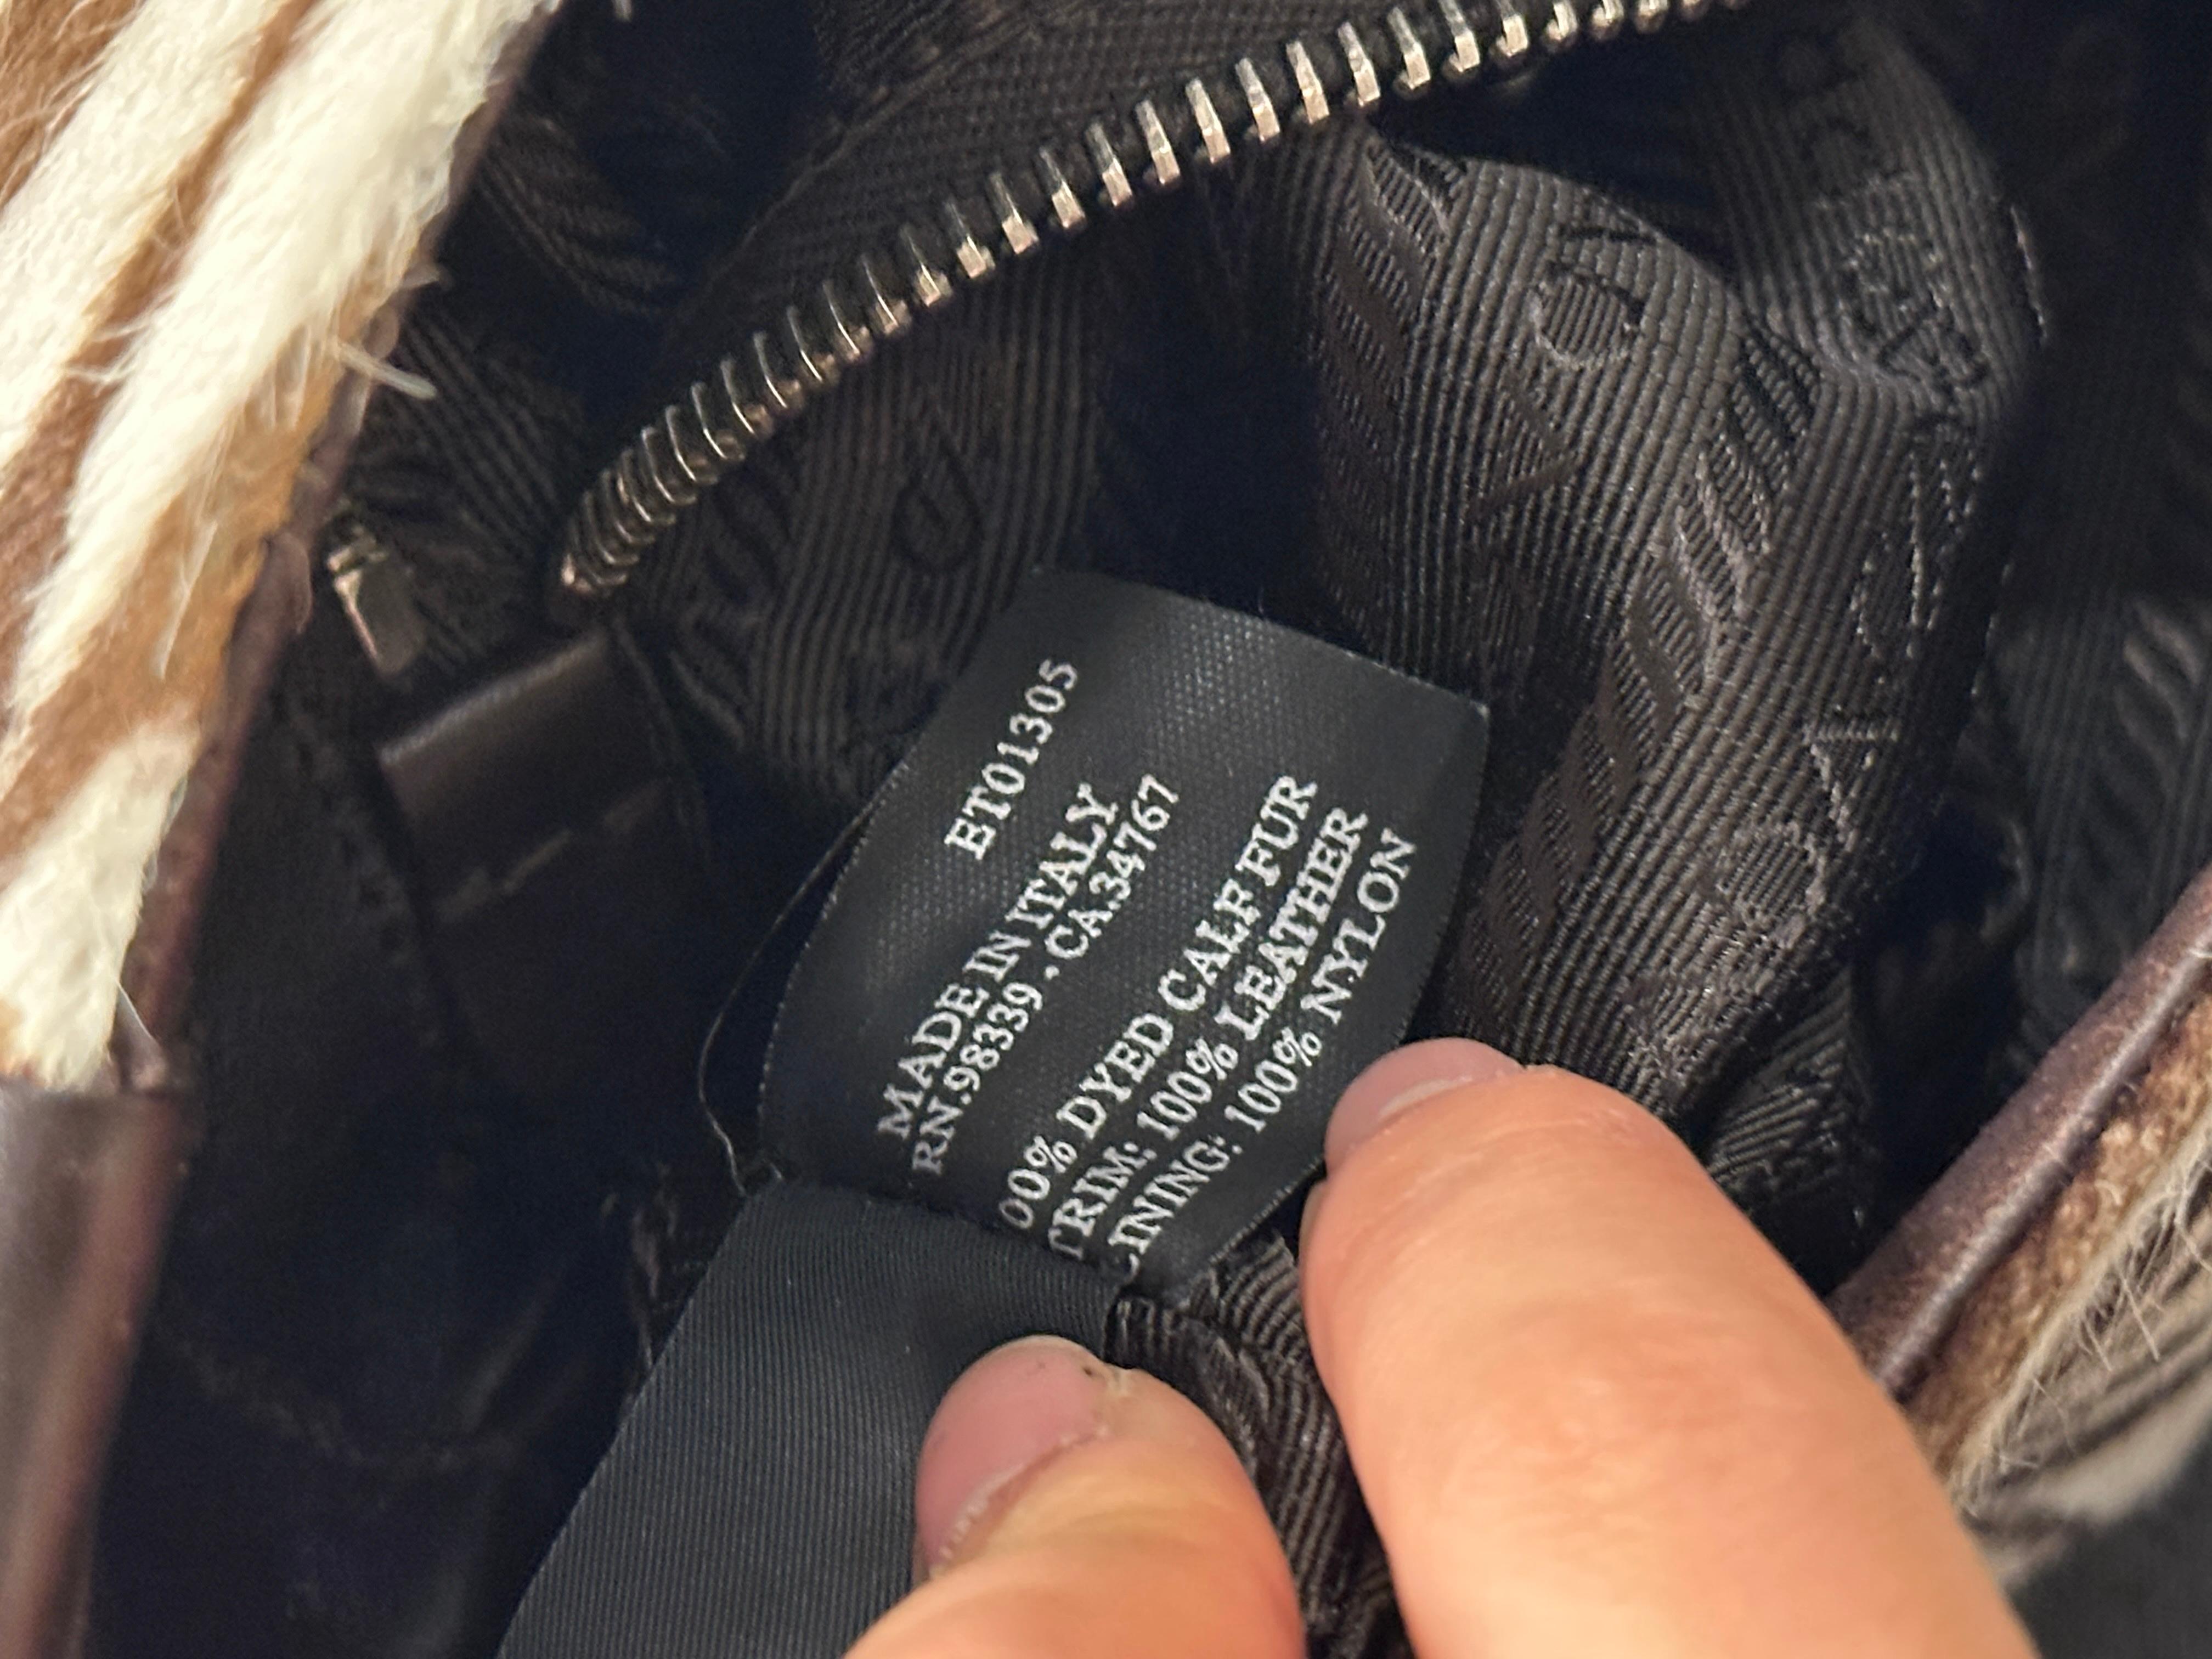 ET01305
MADE IN ITALY
RN.98339 - CA.34767
00% DYED CALF FUR
TRIM: 100% LEATHER
LINING: 100% NYLON